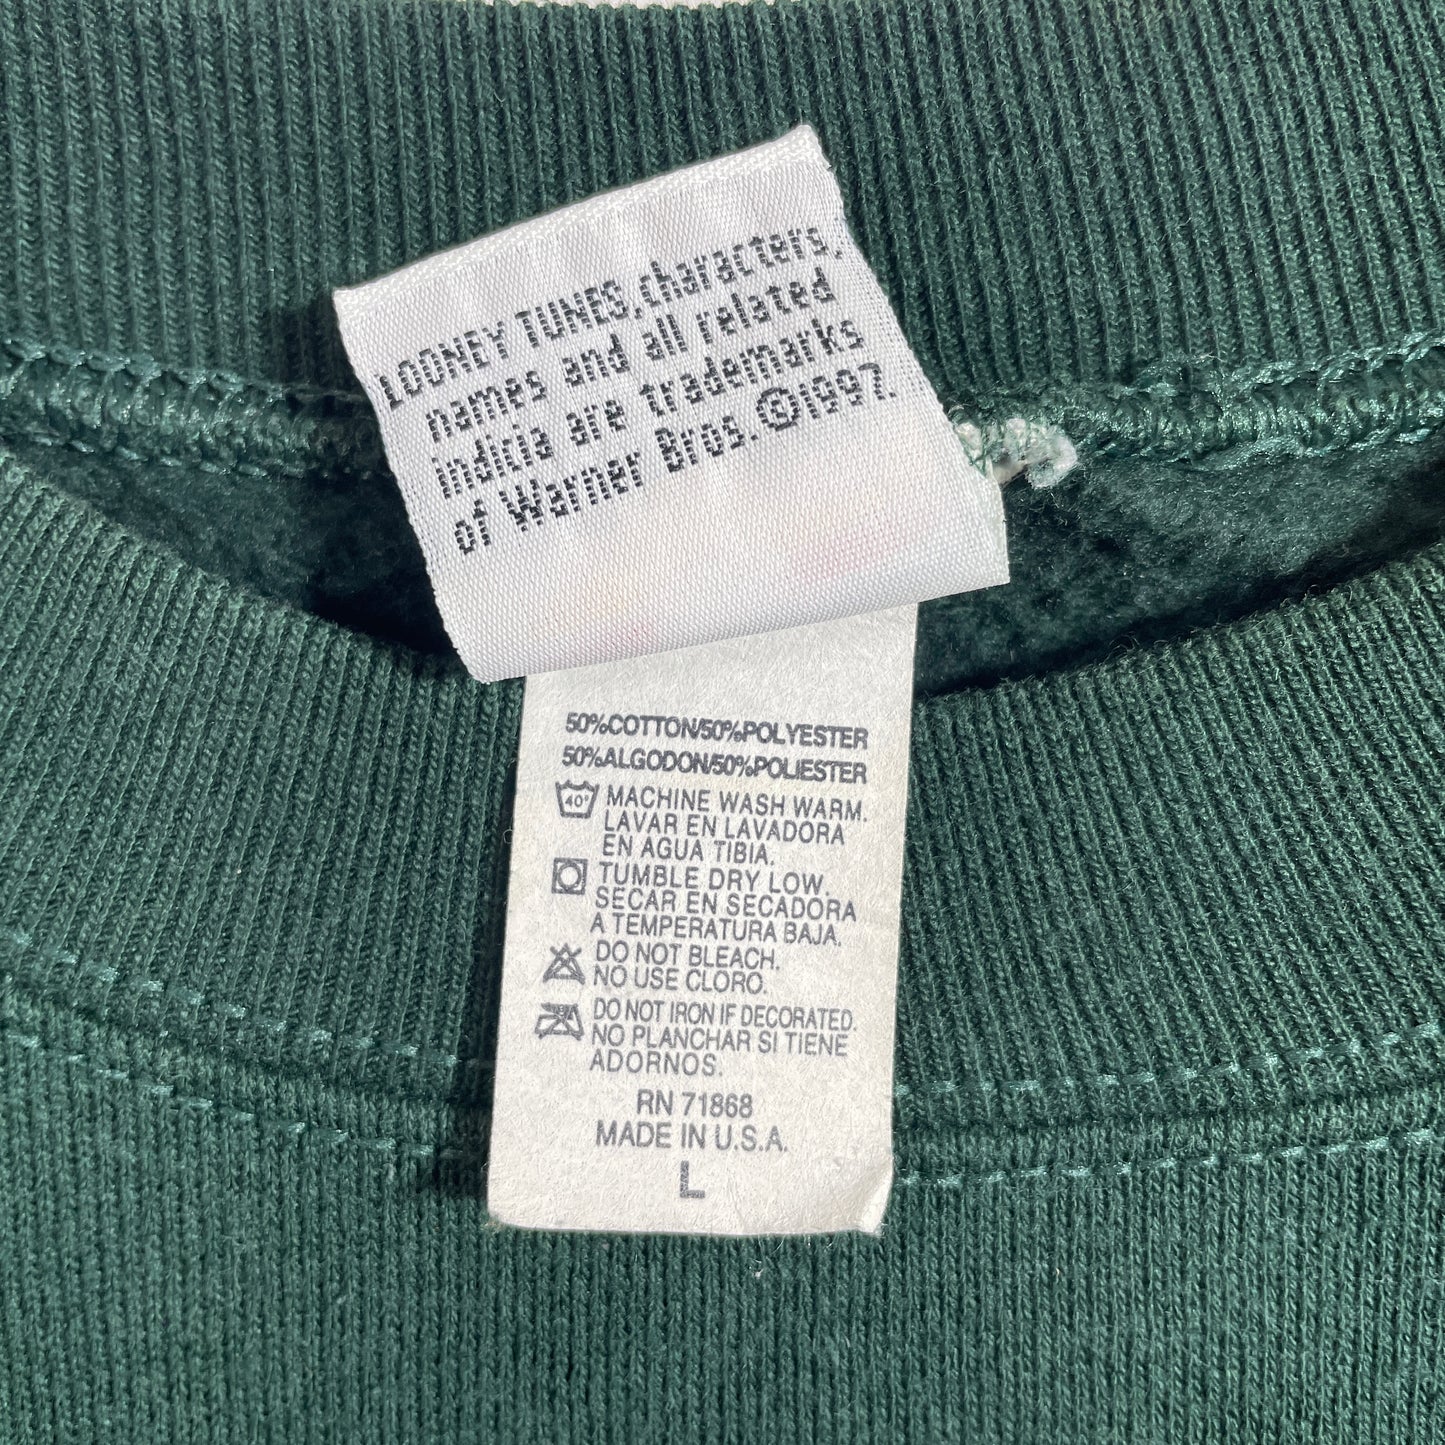 LOONEY TUNES, characters,
names and all related
indicia are trademarks
of Warner Bros. ©1997.
50%COTTON/50%POLYESTER
50%ALGODON/50%POLIESTER
40° MACHINE WASH WARM.
LAVAR EN LAVADORA
EN AGUA TIBIA.
TUMBLE DRY LOW.
SECAR EN SECADORA
A TEMPERATURA BAJA.
DO NOT BLEACH.
NO USE CLORO.
DO NOT IRON IF DECORATED.
NO PLANCHAR SI TIENE
ADORNOS.
RN 71868
MADE IN U.S.A.
L